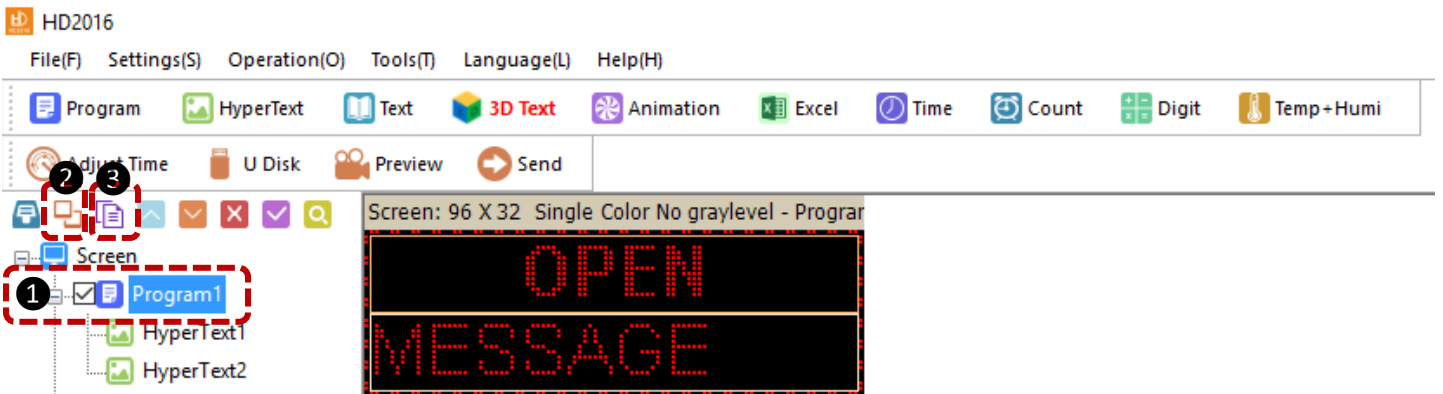 HD2016
File(F) Settings(S) Operation(O) Tools(T) Language(L) Help(H)
Program HyperText Text 3D Text Animation Excel Time Count Digit Temp+Humi
Adjust Time U Disk Preview Send
2 3
Screen: 96 X 32 Single Color No graylevel - Progra
Screen
OPEN
1 Program1
HyperText1
MESSAGE
HyperText2